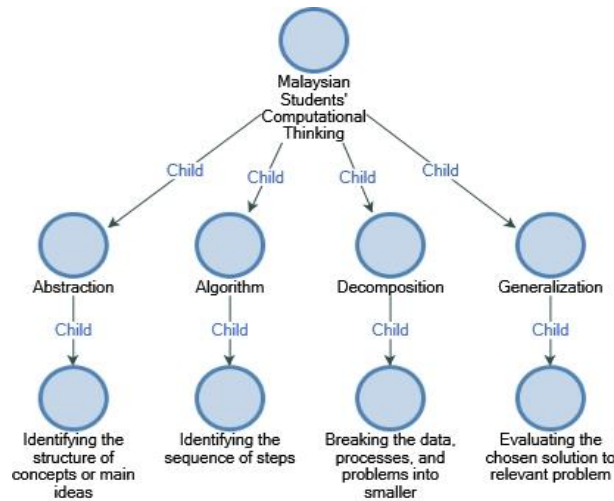 Malaysian
Students'
Computational
Thinking
Child
Child
Child
Child
Abstraction
Algorithm
Decomposition
Generalization
Child
Child
Child
Child
Identifying the
structure of
concepts or main
ideas
Identifying the
sequence of steps
Breaking the data,
processes, and
problems into
smaller
Evaluating the
chosen solution to
relevant problem